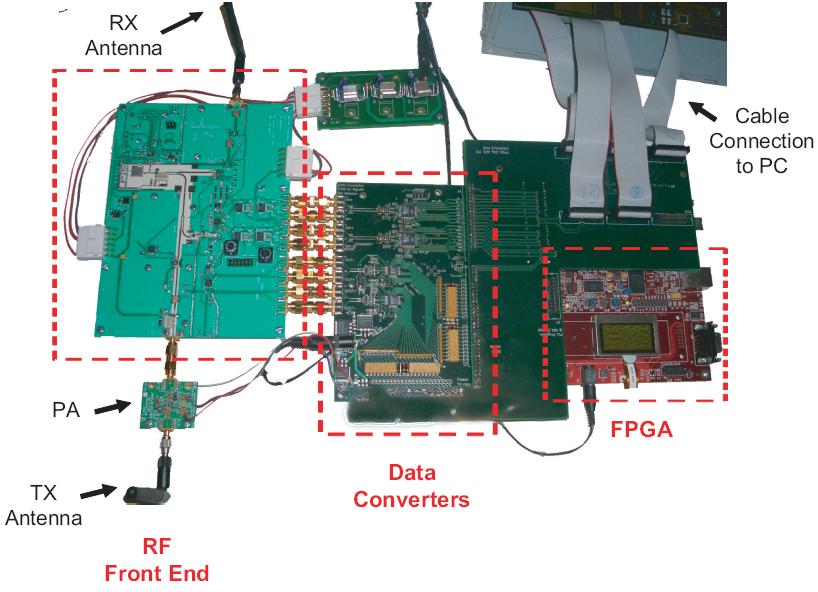 RX
Antenna
Cable
Connection
to PC
PA
FPGA
TX
Antenna
Data
Converters
RF
Front End